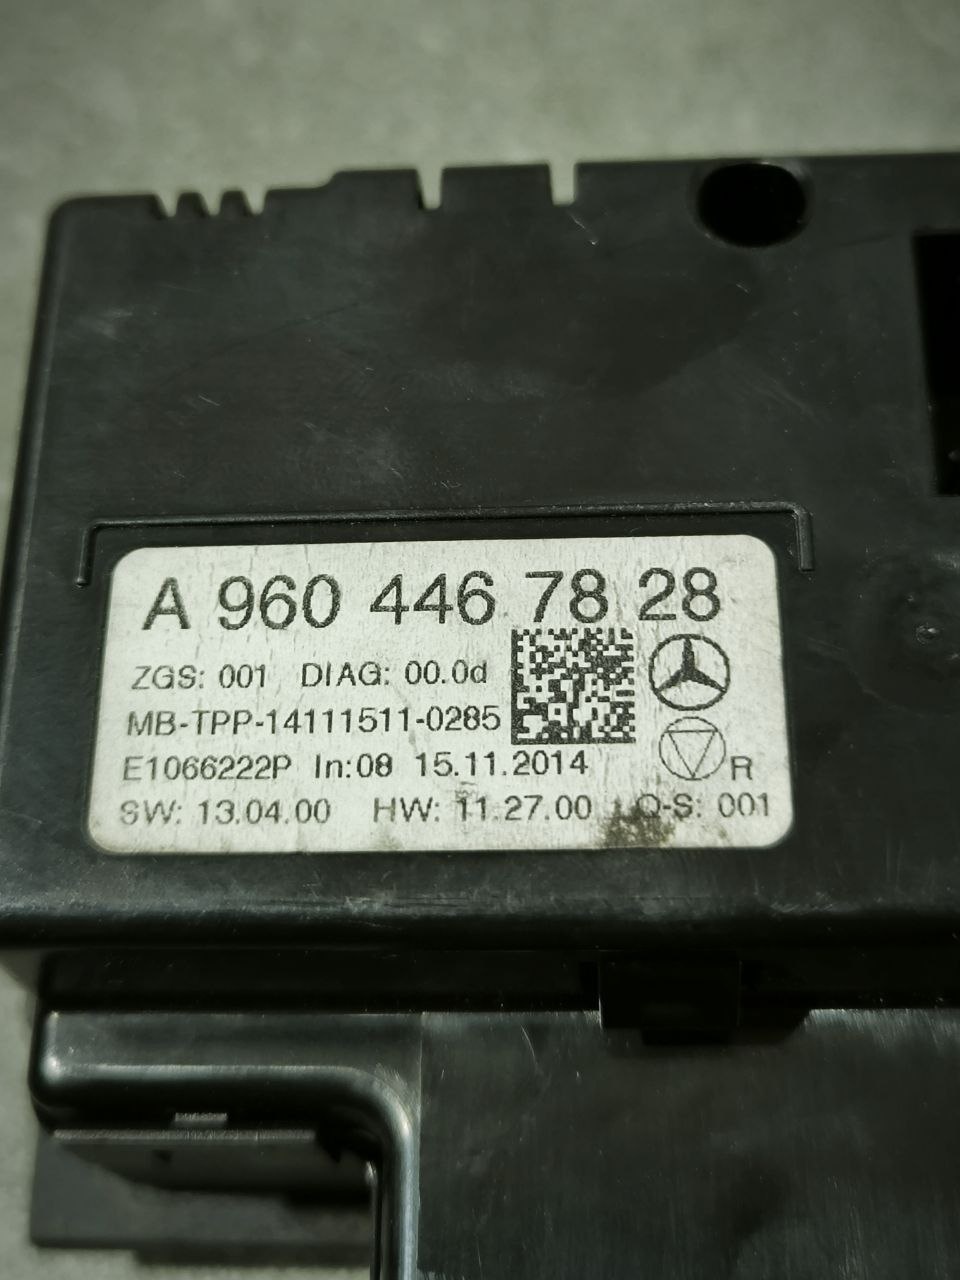 A 960 446 78 28
ZGS: 001 DIAG: 00.0d
MB-TPP-14111511-0285
E1066222P In:08 15.11.2014
R
SW: 13.04.00 HW: 11.27.00 Q-S: 001